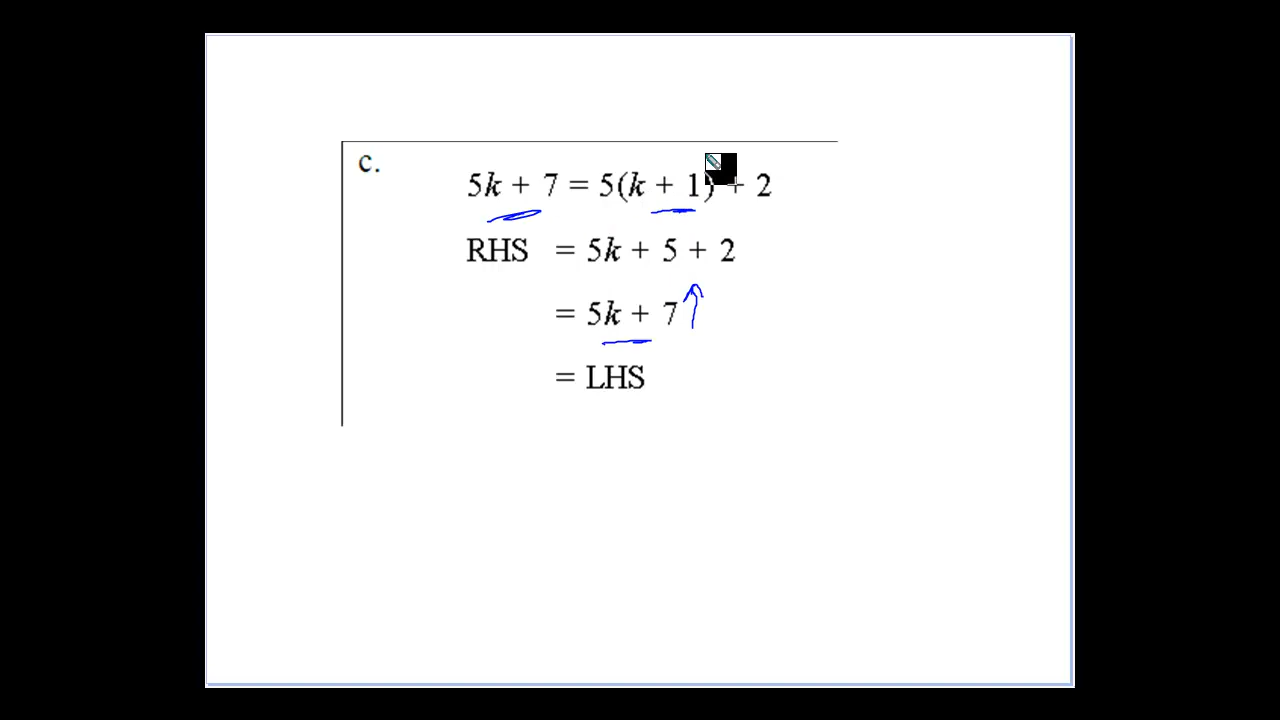 c.
5k + 7 = 5(k + 1) + 2
RHS = 5k + 5 + 2
= 5k + 7
= LHS